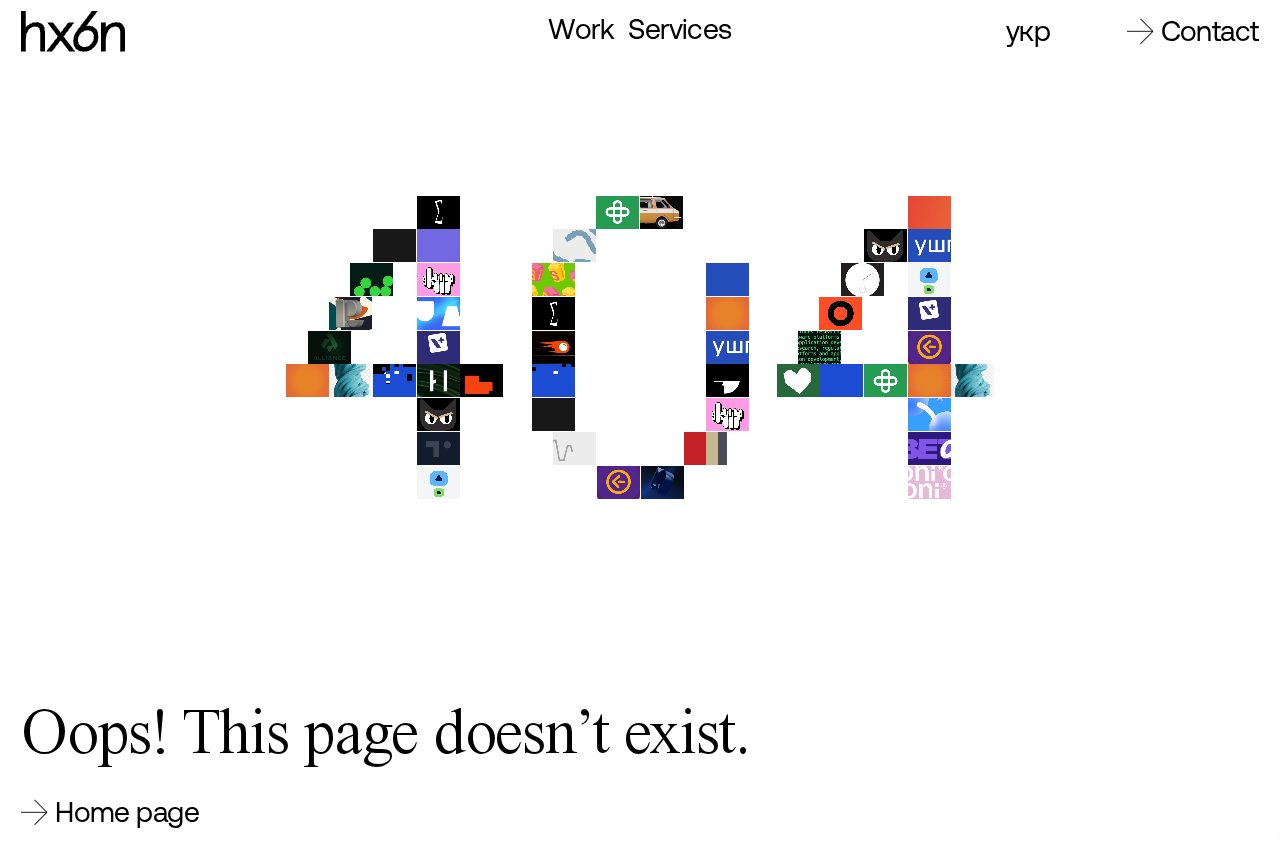 hx6n
Work Services
укр
Contact
Oops! This page doesn’t exist.
Home page